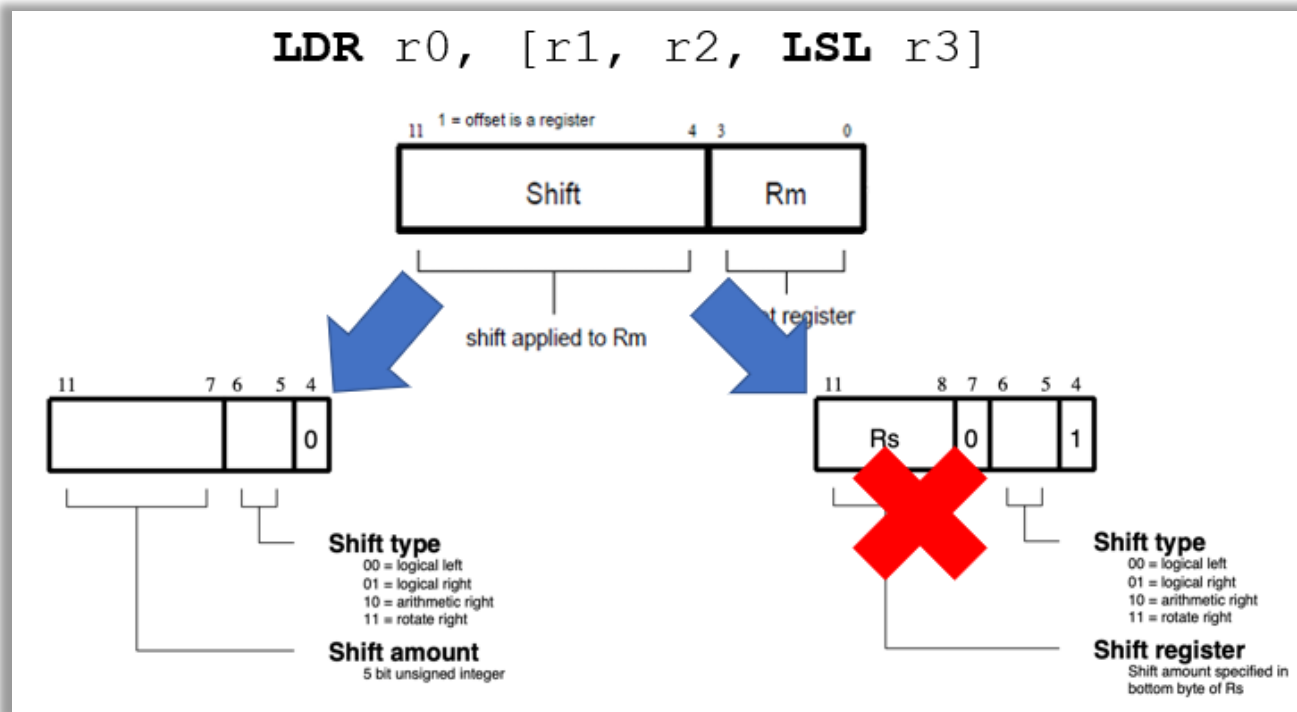 LDR r0, [r1, r2, LSL r3]
1 = offset is a register
11 4 3 0
Shift Rm
shift applied to Rm
register
11 7 6 5 4
0
Shift type
00 = logical left
01 = logical right
10 = arithmetic right
11 = rotate right
Shift amount
5 bit unsigned integer
11 8 7 6 5 4
Rs 0 1
Shift type
00 = logical left
01 = logical right
10 = arithmetic right
11 = rotate right
Shift register
Shift amount specified in
bottom byte of Rs